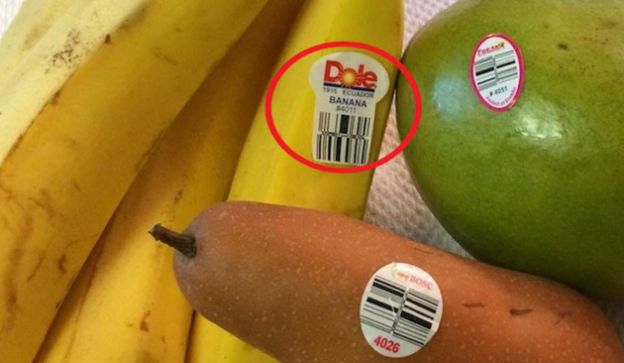 Dole
1915 ECUADOR
BANANA
#4011
# 4051
BOSC
4026